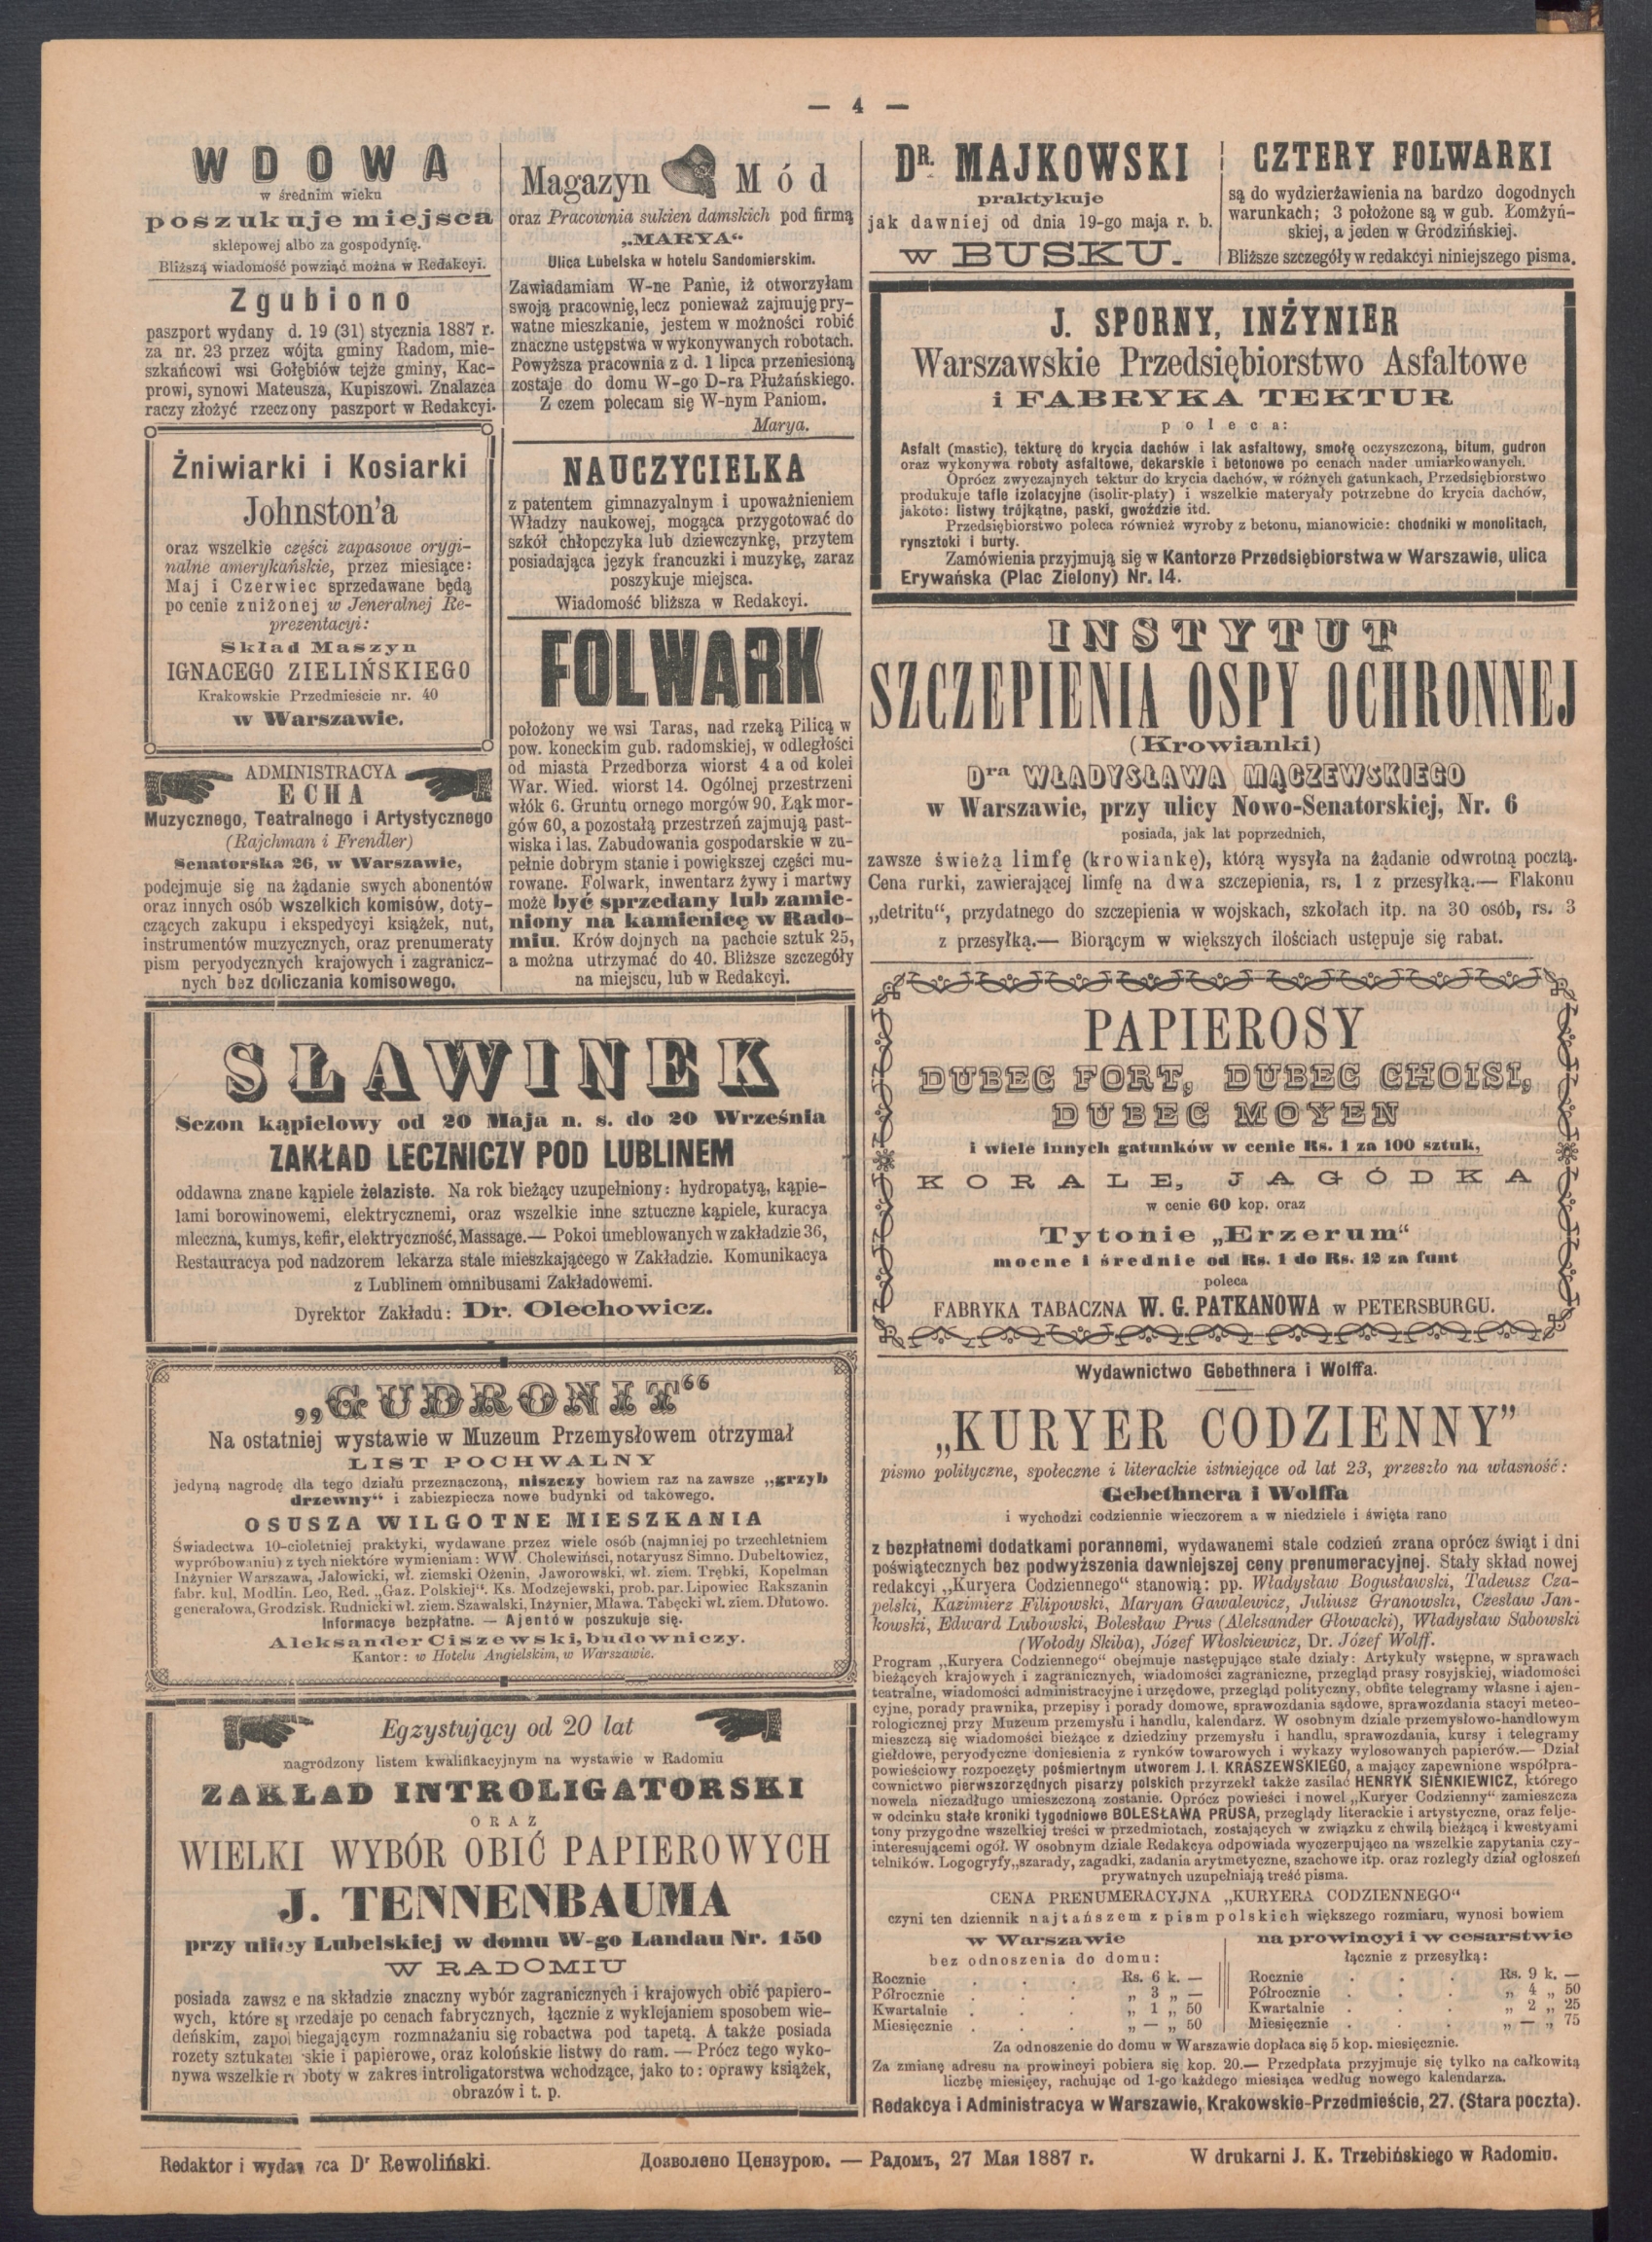 — 4 —
WDOWA
w średnim wieku
poszukuje miejsca
sklepowej albo za gospodynię.
Bliższą wiadomość powziąć można w Redakcyi.
Zgubiono
paszport wydany d. 19 (31) stycznia 1887 r.
za nr. 23 przez wójta gminy Radom, mie-
szkańcowi wsi Gołębiów tejże gminy, Kac-
prowi, synowi Mateusza, Kupiszowi. Znalazca
raczy złożyć rzeczony paszport w Redakcyi.
Żniwiarki i Kosiarki
Johnston'a
oraz wszelkie części zapasowe orygi-
nalne amerykańskie, przez miesiące:
Maj i Czerwiec sprzedawane będą
po cenie zniżonej w Jeneralnej Re-
prezentacyi:
Skład Maszyn
IGNACEGO ZIELIŃSKIEGO
Krakowskie Przedmieście nr. 40
w Warszawie.
ADMINISTRACYA
ECHA
Muzycznego, Teatralnego i Artystycznego
(Rajchman i Frendler)
Senatorska 26, w Warszawie,
podejmuje się na żądanie swych abonentów
oraz innych osób wszelkich komisów, doty-
czących zakupu i ekspedycyi książek, nut,
instrumentów muzycznych, oraz prenumeraty
pism peryodycznych krajowych i zagranicz-
nych bez doliczania komisowego.
Magazyn Mód
oraz Pracownia sukien damskich pod firmą
„MARYA“
Ulica Lubelska w hotelu Sandomierskim.
Zawiadamiam W-ne Panie, iż otworzyłam
swoją pracownię, lecz ponieważ zajmuję pry-
watne mieszkanie, jestem w możności robić
znaczne ustępstwa w wykonywanych robotach.
Powyższa pracownia z d. 1 lipca przeniesioną
zostaje do domu W-go D-ra Płużańskiego.
Z czem polecam się W-nym Paniom.
Marya.
NAUCZYCIELKA
z patentem gimnazyalnym i upoważnieniem
Władzy naukowej, mogąca przygotować do
szkół chłopczyka lub dziewczynkę, przytem
posiadająca język francuzki i muzykę, zaraz
poszykuje miejsca.
Wiadomość bliższa w Redakcyi.
FOLWARK
położony we wsi Taras, nad rzeką Pilicą w
pow. koneckim gub. radomskiej, w odległości
od miasta Przedborza wiorst 4 a od kolei
War. Wied. wiorst 14. Ogólnej przestrzeni
włók 6. Gruntu ornego morgów 90. Łąk mor-
gów 60, a pozostałą przestrzeń zajmują past-
wiska i las. Zabudowania gospodarskie w zu-
pełnie dobrym stanie i powiększej części mu-
rowane. Folwark, inwentarz żywy i martwy
może być sprzedany lub zamie-
niony na kamienicę w Rado-
miu. Krów dojnych na pachcie sztuk 25,
a można utrzymać do 40. Bliższe szczegóły
na miejscu, lub w Redakcyi.
SŁAWINEK
Sezon kąpielowy od 20 Maja n. s. do 20 Września
ZAKŁAD LECZNICZY POD LUBLINEM
oddawna znane kąpiele żelaziste. Na rok bieżący uzupełniony: hydropatyą, kąpie-
lami borowinowemi, elektrycznemi, oraz wszelkie inne sztuczne kąpiele, kuracya
mleczna, kumys, kefir, elektryczność, Massage.— Pokoi umeblowanych w zakładzie 36,
Restauracya pod nadzorem lekarza stale mieszkającego w Zakładzie. Komunikacya
z Lublinem omnibusami Zakładowemi.
Dyrektor Zakładu: Dr. Olechowicz.
„GUDRONIT“
Na ostatniej wystawie w Muzeum Przemysłowem otrzymał
LIST POCHWALNY
jedyną nagrodę dla tego działu przeznaczoną, niszczy bowiem raz na zawsze „grzyb
drzewny“ i zabiezpiecza nowe budynki od takowego.
OSUSZA WILGOTNE MIESZKANIA
Świadectwa 10-cioletniej praktyki, wydawane przez wiele osób (najmniej po trzechletniem
wypróbowaniu) z tych niektóre wymieniam: WW. Cholewińsci, notaryusz Simno. Dubeltowicz,
Inżynier Warszawa, Jałowicki, wł. ziemski Ożenin, Jaworowski, wł. ziem. Trębki, Kopelman
fabr. kul, Modlin. Leo, Red. „Gaz. Polskiej“. Ks. Modzejewski, prob. par. Lipowiec Rakszanin
generałowa, Grodzisk. Rudnicki wł. ziem. Szawalski, Inżynier, Mława. Tabęcki wł. ziem. Dłutowo.
Informacye bezpłatne. — Ajentów poszukuje się.
Aleksander Ciszewski, budowniczy.
Kantor: w Hotelu Angielskim, w Warszawie.
Egzystujący od 20 lat
nagrodzony listem kwalifikacyjnym na wystawie w Radomiu
ZAKŁAD INTROLIGATORSKI
ORAZ
WIELKI WYBÓR OBIĆ PAPIEROWYCH
J. TENNENBAUMA
przy ulicy Lubelskiej w domu W-go Landau Nr. 150
W RADOMIU
posiada zawsz e na składzie znaczny wybór zagranicznych i krajowych obić papiero-
wych, które sprzedaje po cenach fabrycznych, łącznie z wyklejaniem sposobem wie-
deńskim, zapobiegającym rozmnażaniu się robactwa pod tapetą. A także posiada
rozety sztukaterskie i papierowe, oraz kolońskie listwy do ram. — Prócz tego wyko-
nywa wszelkie roboty w zakres introligatorstwa wchodzące, jako to: oprawy książek,
obrazów i t. p.
DR. MAJKOWSKI
praktykuje
jak dawniej od dnia 19-go maja r. b.
W BUSKU.
CZTERY FOLWARKI
są do wydzierżawienia na bardzo dogodnych
warunkach; 3 położone są w gub. Łomżyń-
skiej, a jeden w Grodzińskiej.
Bliższe szczegóły w redakcyi niniejszego pisma.
J. SPORNY, INŻYNIER
Warszawskie Przedsiębiorstwo Asfaltowe
i FABRYKA TEKTUR
poleca:
Asfalt (mastic), tekturę do krycia dachów i lak asfaltowy, smołę oczyszczoną, bitum, gudron
oraz wykonywa roboty asfaltowe, dekarskie i betonowe po cenach nader umiarkowanych.
Oprócz zwyczajnych tektur do krycia dachów, w różnych gatunkach, Przedsiębiorstwo
produkuje tafle izolacyjne (isolir-platy) i wszelkie materyały potrzebne do krycia dachów,
jakoto: listwy trójkątne, paski, gwoździe itd.
Przedsiębiorstwo poleca również wyroby z betonu, mianowicie: chodniki w monolitach,
rynsztoki i burty.
Zamówienia przyjmują się w Kantorze Przedsiębiorstwa w Warszawie, ulica
Erywańska (Plac Zielony) Nr. 14.
INSTYTUT
SZCZEPIENIA OSPY OCHRONNEJ
(Krowianki)
Dra WŁADYSŁAWA MĄCZEWSKIEGO
w Warszawie, przy ulicy Nowo-Senatorskiej, Nr. 6
posiada, jak lat poprzednich,
zawsze świeżą limfę (krowiankę), którą wysyła na żądanie odwrotną pocztą.
Cena rurki, zawierającej limfę na dwa szczepienia, rs. 1 z przesyłką.— Flakonu
„detritu“, przydatnego do szczepienia w wojskach, szkołach itp. na 30 osób, rs. 3
z przesyłką.— Biorącym w większych ilościach ustępuje się rabat.
PAPIEROSY
DUBEC FORT, DUBEC CHOISI,
DUBEC MOYEN
i wiele innych gatunków w cenie Rs. 1 za 100 sztuk,
KORALE, JAGÓDKA
w cenie 60 kop. oraz
Tytonie „Erzerum“
mocne i średnie od Rs. 1 do Rs. 12 za funt
poleca
FABRYKA TABACZNA W. G. PATKANOWA W PETERSBURGU.
Wydawnictwo Gebethnera i Wolffa.
„KURYER CODZIENNY”
pismo polityczne, społeczne i literackie istniejące od lat 23, przeszło na własność:
Gebethnera i Wolffa
i wychodzi codziennie wieczorem a w niedziele i święta rano
z bezpłatnemi dodatkami porannemi, wydawanemi stale codzień zrana oprócz świąt i dni
poświątecznych bez podwyższenia dawniejszej ceny prenumeracyjnej. Stały skład nowej
redakcyi „Kuryera Codziennego“ stanowią: pp. Władysław Bogusławski, Tadeusz Cza-
pelski, Kazimierz Filipowski, Maryan Gawalewicz, Juliusz Granowski, Czesław Jan-
kowski, Edward Lubowski, Bolesław Prus (Aleksander Głowacki), Władysław Sabowski
(Wołody Skiba), Józef Włoskiewicz, Dr. Józef Wolff.
Program „Kuryera Codziennego“ obejmuje następujące stałe działy: Artykuły wstępne, w sprawach
bieżących krajowych i zagranicznych, wiadomości zagraniczne, przegląd prasy rosyjskiej, wiadomości
teatralne, wiadomości administracyjne i urzędowe, przegląd polityczny, obfite telegramy własne i ajen-
cyjne, porady prawnika, przepisy i porady domowe, sprawozdania sądowe, sprawozdania stacyi meteo-
rologicznej przy Muzeum przemysłu i handlu, kalendarz. W osobnym dziale przemysłowo-handlowym
mieszczą się wiadomości bieżące z dziedziny przemysłu i handlu, sprawozdania, kursy i telegramy
giełdowe, peryodyczne doniesienia z rynków towarowych i wykazy wylosowanych papierów.— Dział
powieściowy rozpoczęty pośmiertnym utworem J. I. KRASZEWSKIEGO, a mający zapewnione współpra-
cownictwo pierwszorzędnych pisarzy polskich przyrzekł także zasilać HENRYK SIENKIEWICZ, którego
nowela niezadługo umieszczoną zostanie. Oprócz powieści i nowel „Kuryer Codzienny“ zamieszcza
w odcinku stałe kroniki tygodniowe BOLESŁAWA PRUSA, przeglądy literackie i artystyczne, oraz felje-
tony przygodne wszelkiej treści w przedmiotach, zostających w związku z chwilą bieżącą i kwestyami
interesującemi ogół. W osobnym dziale Redakcya odpowiada wyczerpująco na wszelkie zapytania czy-
telników. Logogryfy„szarady, zagadki, zadania arytmetyczne, szachowe itp. oraz rozległy dział ogłoszeń
prywatnych uzupełniają treść pisma.
CENA PRENUMERACYJNA „KURYERA CODZIENNEGO“
czyni ten dziennik najtańszem z pism polskich większego rozmiaru, wynosi bowiem
w Warszawie
bez odnoszenia do domu:
Rocznie . . . Rs. 6 k. —
Półrocznie . . . „ 3 „ —
Kwartalnie . . . „ 1 „ 50
Miesięcznie . . . „ — „ 50
na prowincyi i w cesarstwie
łącznie z przesyłką:
Rocznie . . . Rs. 9 k. —
Półrocznie . . . „ 4 „ 50
Kwartalnie . . . „ 2 „ 25
Miesięcznie . . . „ — „ 75
Za odnoszenie do domu w Warszawie dopłaca się 5 kop. miesięcznie.
Za zmianę adresu na prowincyi pobiera się kop. 20.— Przedpłata przyjmuje się tylko na całkowitą
liczbę miesięcy, rachując od 1-go każdego miesiąca według nowego kalendarza.
Redakcya i Administracya w Warszawie, Krakowskie-Przedmieście, 27. (Stara poczta).
Redaktor i wydawca Dr Rewoliński.
Дозволено Цензурою. — Радомъ, 27 Мая 1887 г.
W drukarni J. K. Trzebińskiego w Radomiu.